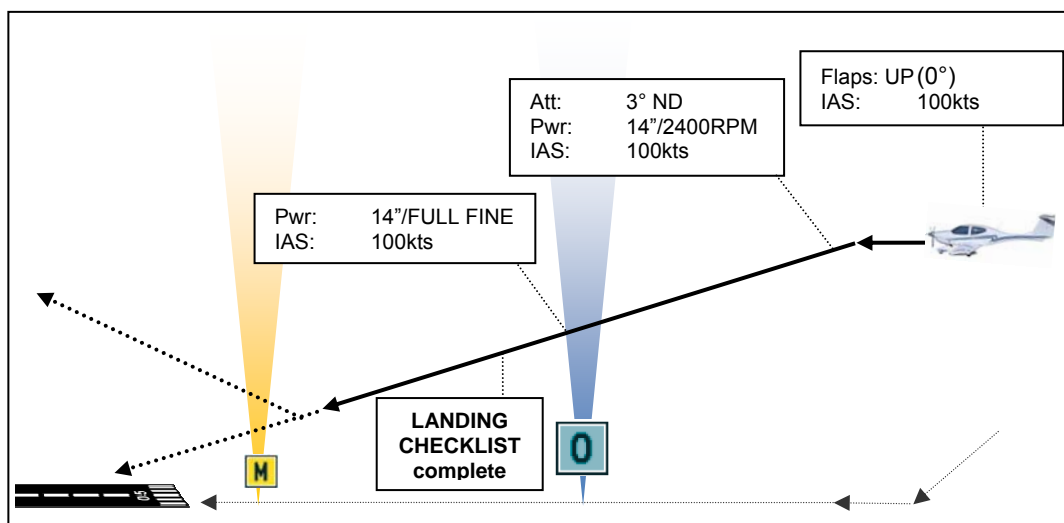 Flaps: UP (0°)
IAS: 100kts
Att: 3° ND
Pwr: 14”/2400RPM
IAS: 100kts
Pwr: 14”/FULL FINE
IAS: 100kts
LANDING
CHECKLIST
complete
O
M
05